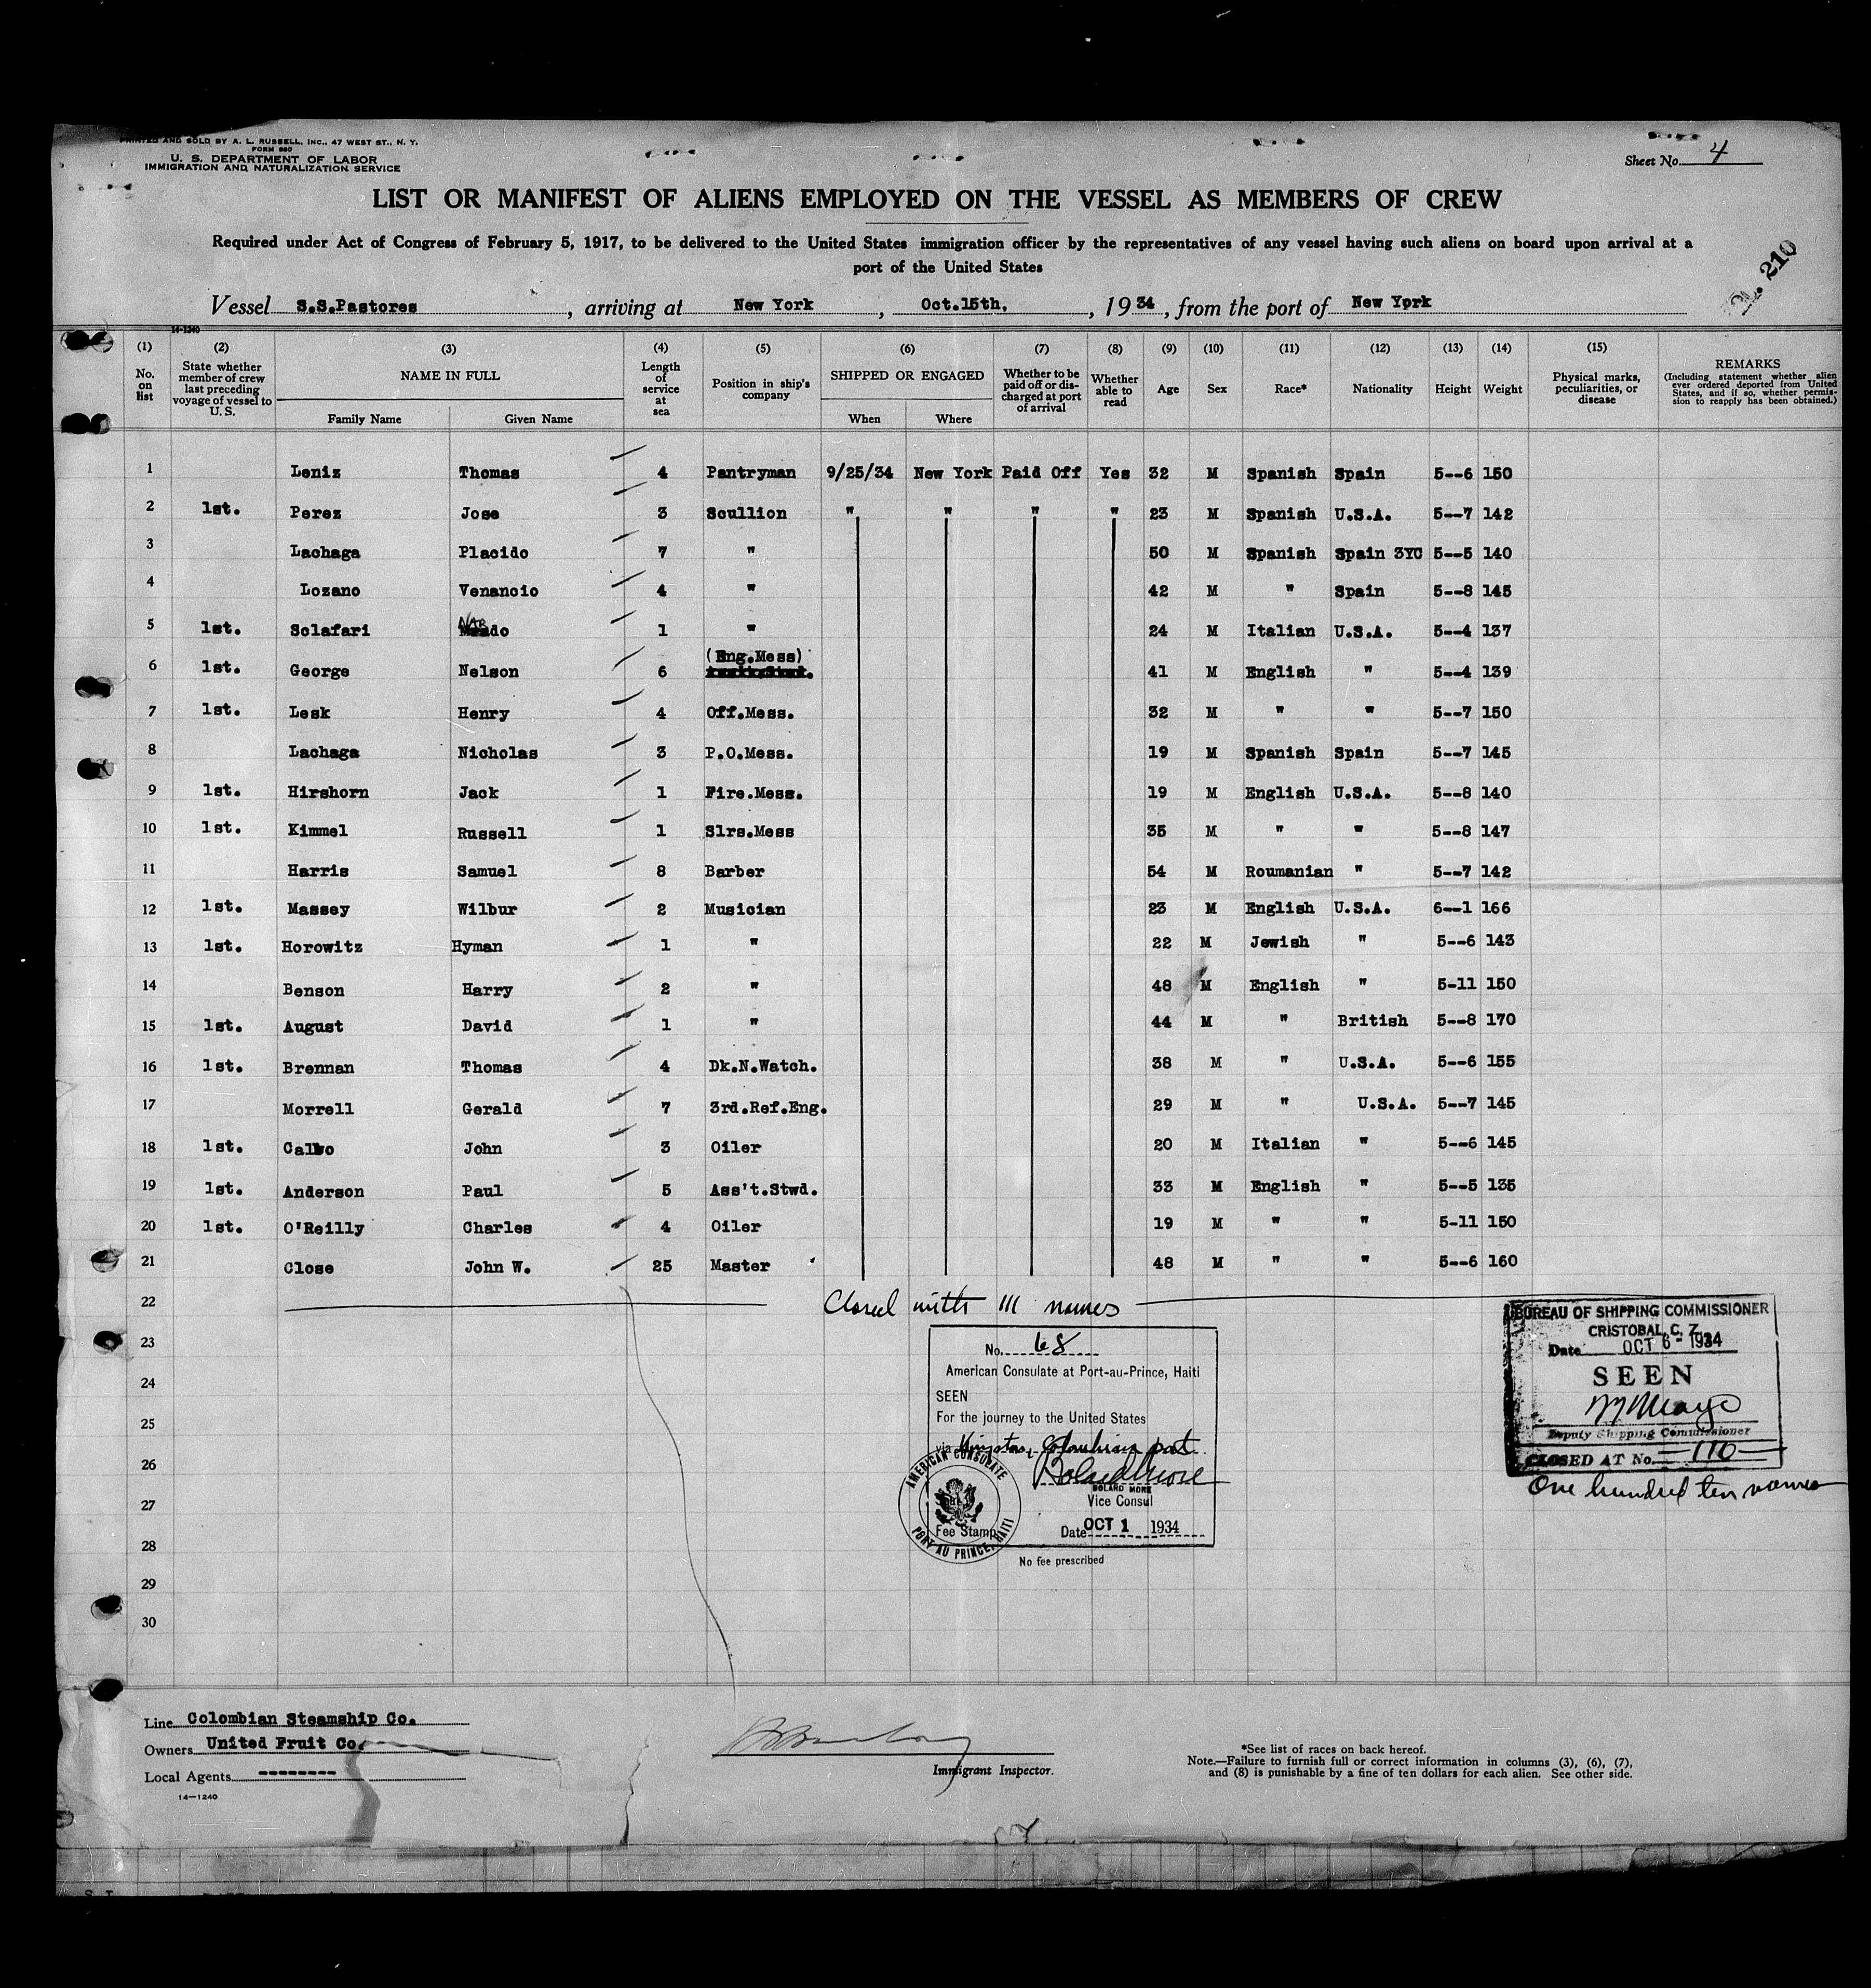 PRINTED AND SOLD BY A. L. RUSSELL, INC., 47 WEST ST., N. Y.
FORM 680
U. S. DEPARTMENT OF LABOR
IMMIGRATION AND NATURALIZATION SERVICE
Sheet No. 4
LIST OR MANIFEST OF ALIENS EMPLOYED ON THE VESSEL AS MEMBERS OF CREW
Required under Act of Congress of February 5, 1917, to be delivered to the United States immigration officer by the representatives of any vessel having such aliens on board upon arrival at a
port of the United States
210
Vessel S.S.Pastores, arriving at New York, Oct.15th, 1934, from the port of New York
14-1240
(1) No. on list
(2) State whether member of crew last preceding voyage of vessel to U. S.
(3) NAME IN FULL Family Name Given Name
(4) Length of service at sea
(5) Position in ship's company
(6) SHIPPED OR ENGAGED When Where
(7) Whether to be paid off or discharged at port of arrival
(8) Whether able to read
(9) Age
(10) Sex
(11) Race*
(12) Nationality
(13) Height
(14) Weight
(15) Physical marks, peculiarities, or disease
REMARKS (Including statement whether alien ever ordered deported from United States, and if so, whether permission to reapply has been obtained.)
1 Leniz Thomas 4 Pantryman 9/25/34 New York Paid Off Yes 32 M Spanish Spain 5--6 150
2 1st. Perez Jose 3 Scullion " " " " 23 M Spanish U.S.A. 5--7 142
3 Lachaga Placido 7 " 50 M Spanish Spain 3YC 5--5 140
4 Lozano Venancio 4 " 42 M " Spain 5--8 145
5 1st. Sclafari 1 " 24 M Italian U.S.A. 5--4 137
6 1st. George Nelson 6 (Eng.Mess) 41 M English " 5--4 139
7 1st. Lesk Henry 4 Off.Mess. 32 M " " 5--7 150
8 Lachaga Nicholas 3 P.O.Mess. 19 M Spanish Spain 5--7 145
9 1st. Hirshorn Jack 1 Fire.Mess. 19 M English U.S.A. 5--8 140
10 1st. Kimmel Russell 1 Slrs.Mess 35 M " " 5--8 147
11 Harris Samuel 8 Barber 54 M Roumanian " 5--7 142
12 1st. Massey Wilbur 2 Musician 23 M English U.S.A. 6--1 166
13 1st. Horowitz Hyman 1 " 22 M Jewish " 5--6 143
14 Benson Harry 2 " 48 M English " 5-11 150
15 1st. August David 1 " 44 M " British 5--8 170
16 1st. Brennan Thomas 4 Dk.N.Watch. 38 M " U.S.A. 5--6 155
17 Morrell Gerald 7 3rd.Ref.Eng. 29 M " U.S.A. 5--7 145
18 1st. Calvo John 3 Oiler 20 M Italian " 5--6 145
19 1st. Anderson Paul 5 Ass't.Stwd. 33 M English " 5--5 135
20 1st. O'Reilly Charles 4 Oiler 19 M " " 5-11 150
21 Close John W. 25 Master 48 M " " 5--6 160
22 Closed with 111 names
23
24
25
26
27
28
29
30
No. 68
American Consulate at Port-au-Prince, Haiti
SEEN
For the journey to the United States
via Kingston, Colombian port
BOLARD MORE
Vice Consul
Fee Stamp
Date OCT 1 1934
No fee prescribed
AMERICAN CONSULATE
PORT AU PRINCE, HAITI
BUREAU OF SHIPPING COMMISSIONER
CRISTOBAL, C. Z.
Date OCT 6 - 1934
SEEN
Deputy Shipping Commissioner
CLOSED AT No. 110
One hundred ten names
Line Colombian Steamship Co.
Owners United Fruit Co.
Local Agents --------
14-1240
Immigrant Inspector.
*See list of races on back hereof.
Note.—Failure to furnish full or correct information in columns (3), (6), (7),
and (8) is punishable by a fine of ten dollars for each alien. See other side.